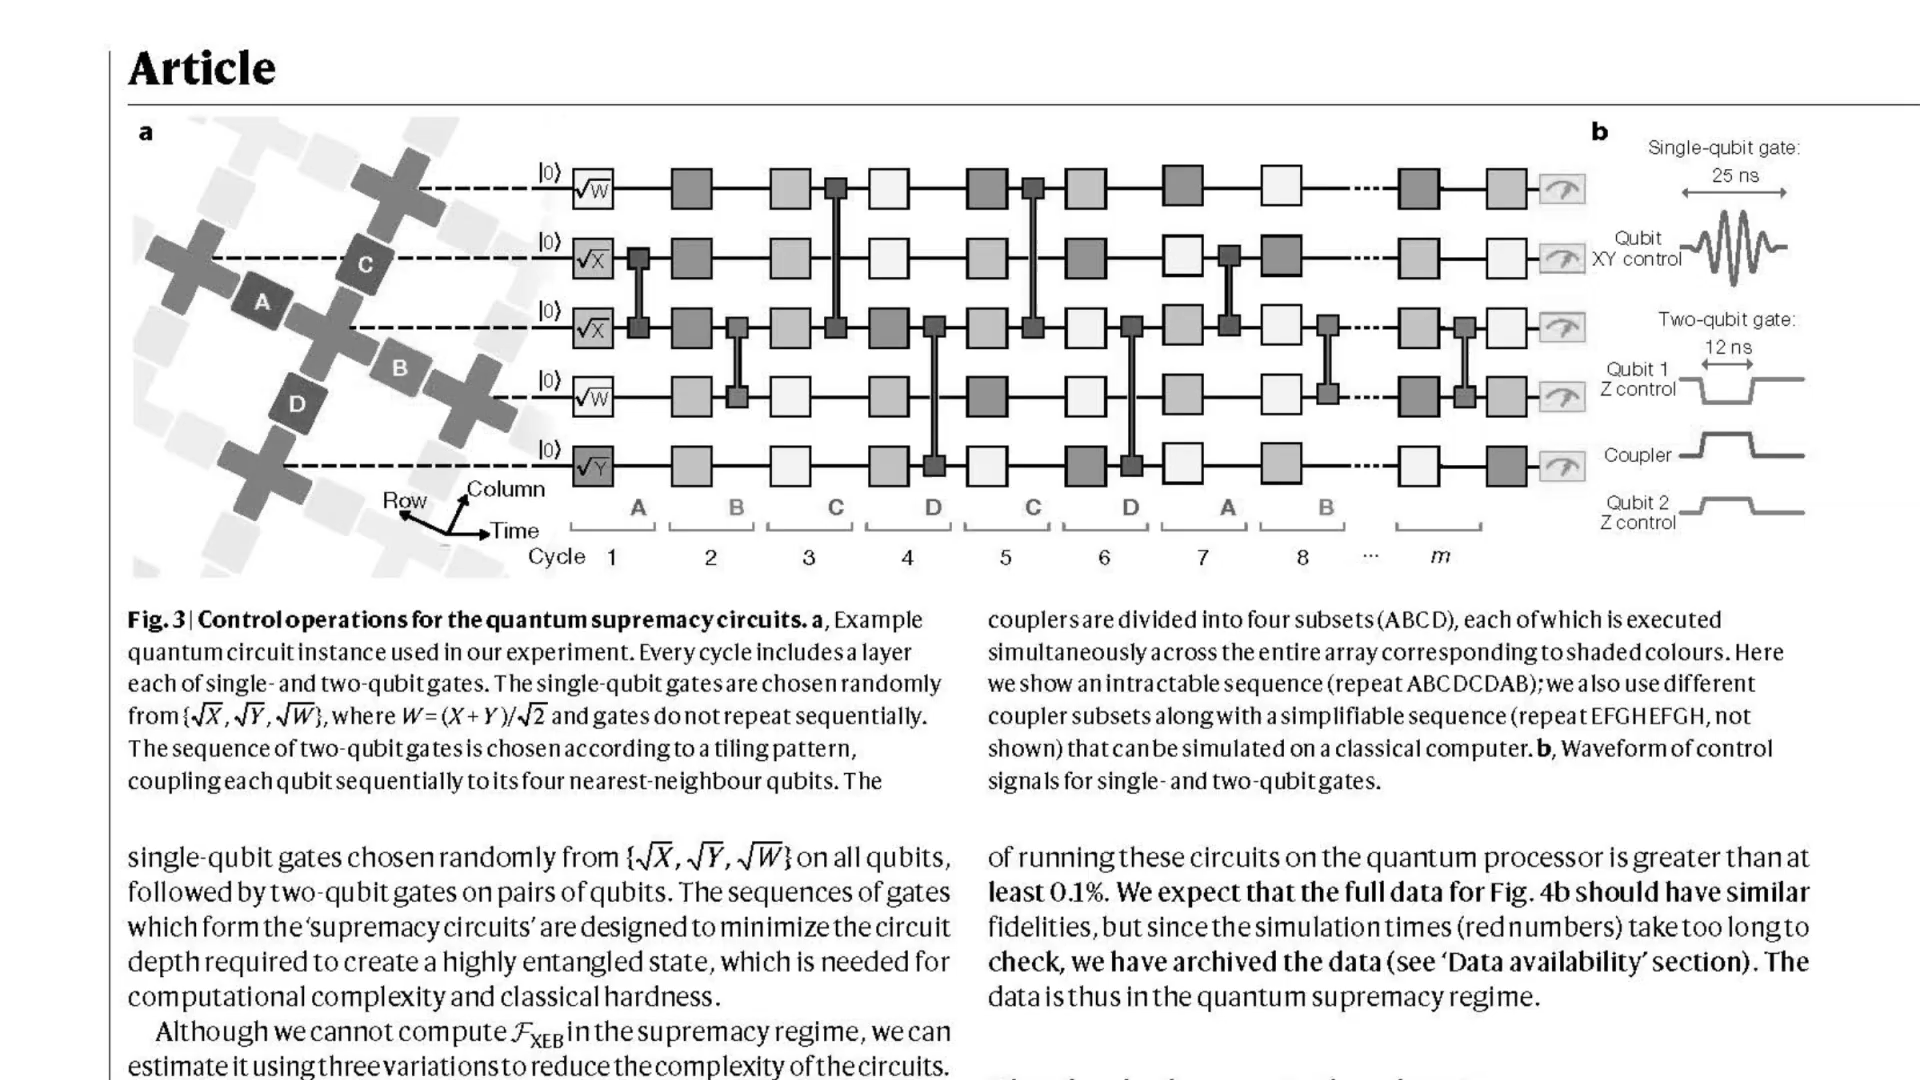 Article
a
b
Single-qubit gate:
25 ns
Qubit
XY control
Two-qubit gate:
12 ns
Qubit 1
Z control
Coupler
Qubit 2
Z control
C
A
B
D
Row
Column
Time
|0⟩ √W
|0⟩ √X
|0⟩ √X
|0⟩ √W
|0⟩ √Y
A B C D C D A B
Cycle 1 2 3 4 5 6 7 8 ... m
Fig. 3 | Control operations for the quantum supremacy circuits. a, Example
quantum circuit instance used in our experiment. Every cycle includes a layer
each of single- and two-qubit gates. The single-qubit gates are chosen randomly
from {√X, √Y, √W}, where W = (X + Y)/√2 and gates do not repeat sequentially.
The sequence of two-qubit gates is chosen according to a tiling pattern,
coupling each qubit sequentially to its four nearest-neighbour qubits. The
couplers are divided into four subsets (ABCD), each of which is executed
simultaneously across the entire array corresponding to shaded colours. Here
we show an intractable sequence (repeat ABCDCDAB); we also use different
coupler subsets along with a simplifiable sequence (repeat EFGHEFGH, not
shown) that can be simulated on a classical computer. b, Waveform of control
signals for single- and two-qubit gates.
single-qubit gates chosen randomly from {√X, √Y, √W} on all qubits,
followed by two-qubit gates on pairs of qubits. The sequences of gates
which form the 'supremacy circuits' are designed to minimize the circuit
depth required to create a highly entangled state, which is needed for
computational complexity and classical hardness.
Although we cannot compute ℱXEB in the supremacy regime, we can
estimate it using three variations to reduce the complexity of the circuits.
of running these circuits on the quantum processor is greater than at
least 0.1%. We expect that the full data for Fig. 4b should have similar
fidelities, but since the simulation times (red numbers) take too long to
check, we have archived the data (see 'Data availability' section). The
data is thus in the quantum supremacy regime.